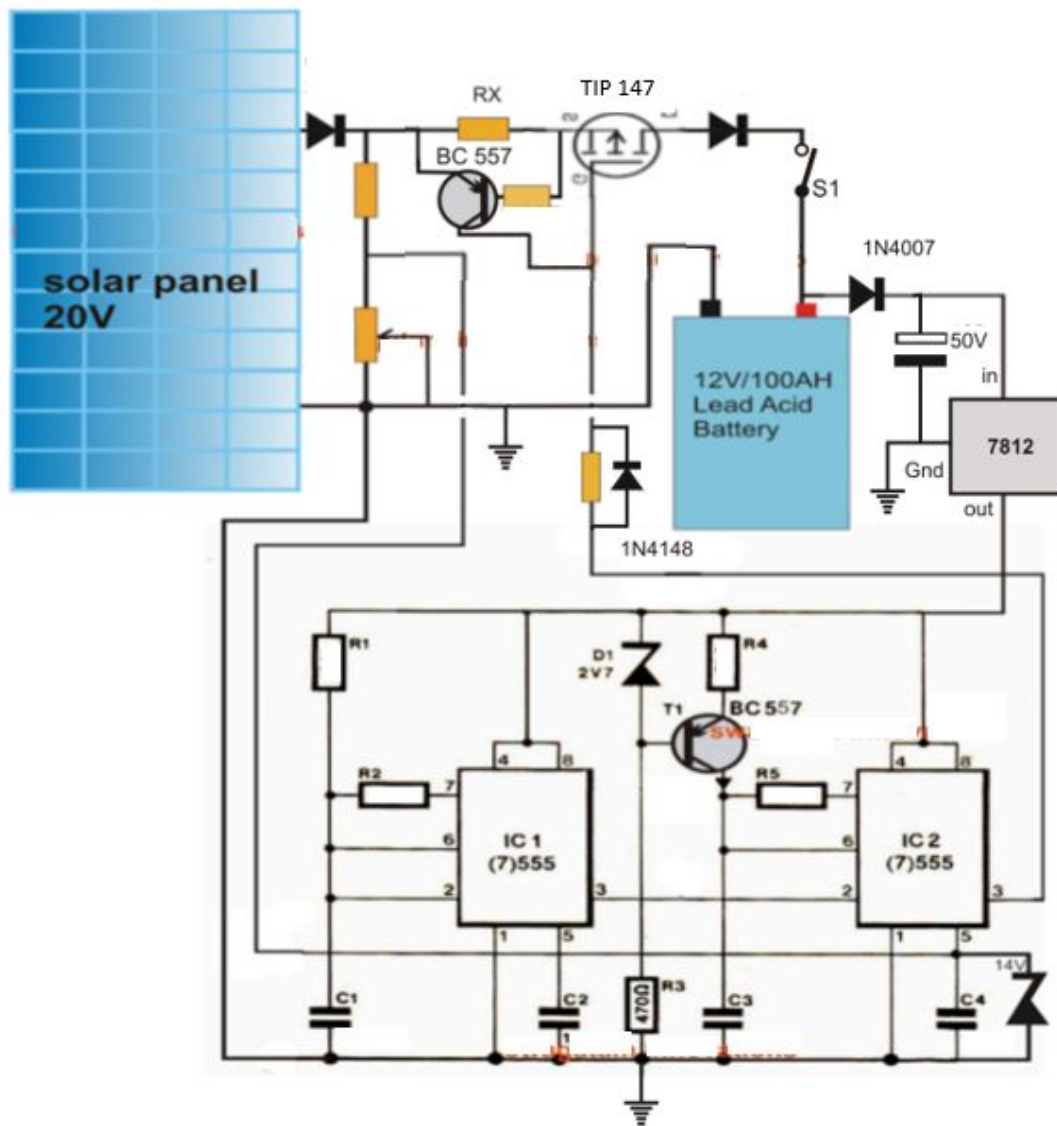 TIP 147
RX
BC 557
S1
solar panel
20V
1N4007
50V
in
12V/100AH
Lead Acid
Battery
7812
Gnd
out
1N4148
R1
D1
2V7
R4
T1
BC 557
4
8
4
8
R2
7
R5
7
IC 1
(7)555
IC 2
(7)555
6
6
2
3
2
3
1
5
1
5
14V
C1
C2
R3
470Ω
C3
C4
1